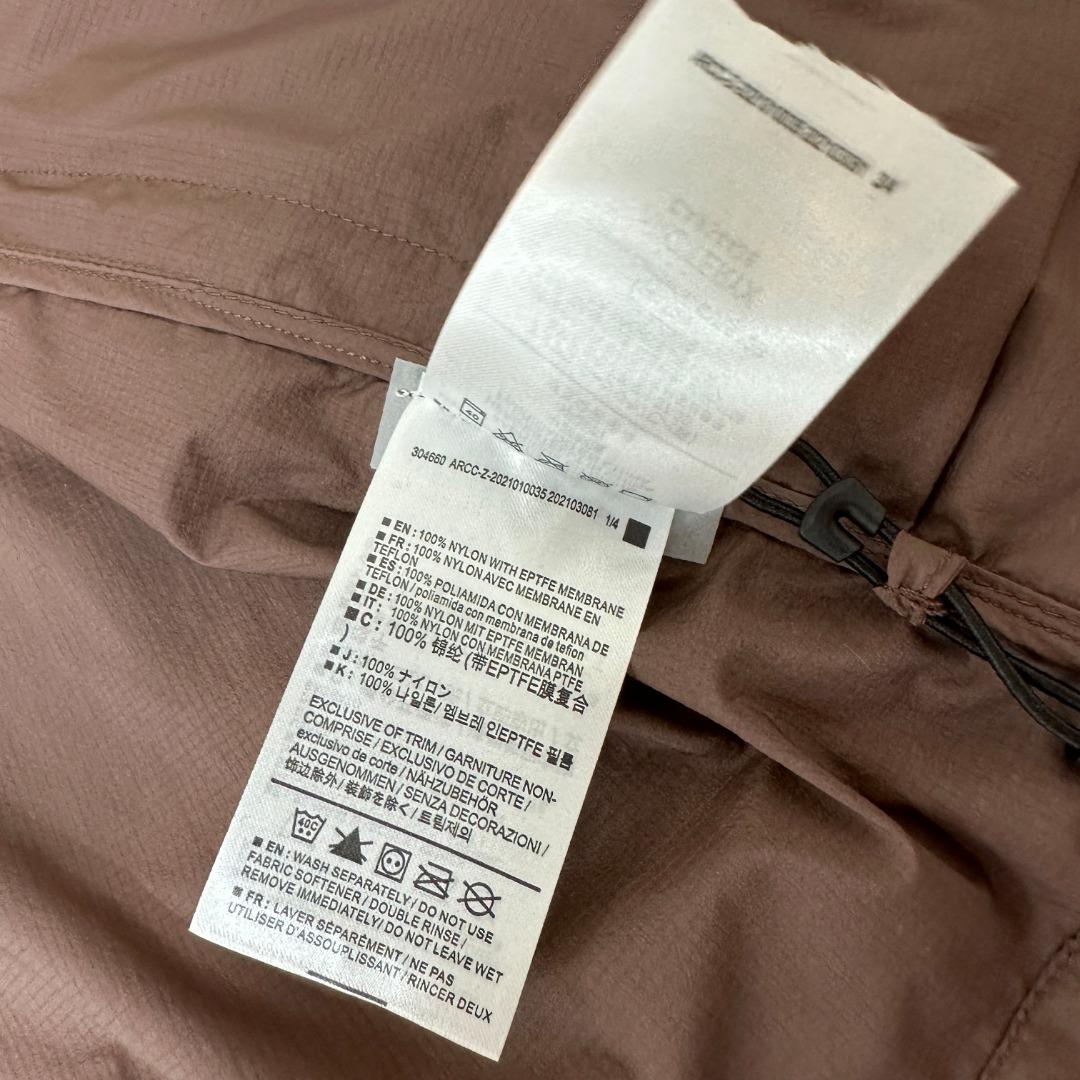 304660 ARCC-Z-2021010035 202103081 1/4
EN : 100% NYLON WITH EPTFE MEMBRANE
FR : 100% NYLON AVEC MEMBRANE EN
TEFLON
ES : 100% POLIAMIDA CON MEMBRANA DE
TEFLON / poliamida con membrana de teflon
DE : 100% NYLON MIT EPTFE MEMBRAN
IT : 100% NYLON CON MEMBRANA PTFE
C : 100% 锦纶 (带EPTFE膜复合
)
J : 100% ナイロン
K : 100% 나일론/ 멤브레 인EPTFE 필름
EXCLUSIVE OF TRIM / GARNITURE NON-
COMPRISE / EXCLUSIVO DE CORTE /
exclusivo de corte / NÄHZUBEHÖR
AUSGENOMMEN / SENZA DECORAZIONI /
饰边除外 / 装飾を除く / 트림제외
40C
EN : WASH SEPARATELY / DO NOT USE
FABRIC SOFTENER / DOUBLE RINSE /
REMOVE IMMEDIATELY / DO NOT LEAVE WET
FR : LAVER SÉPARÉMENT / NE PAS
UTILISER D'ASSOUPLISSANT / RINCER DEUX